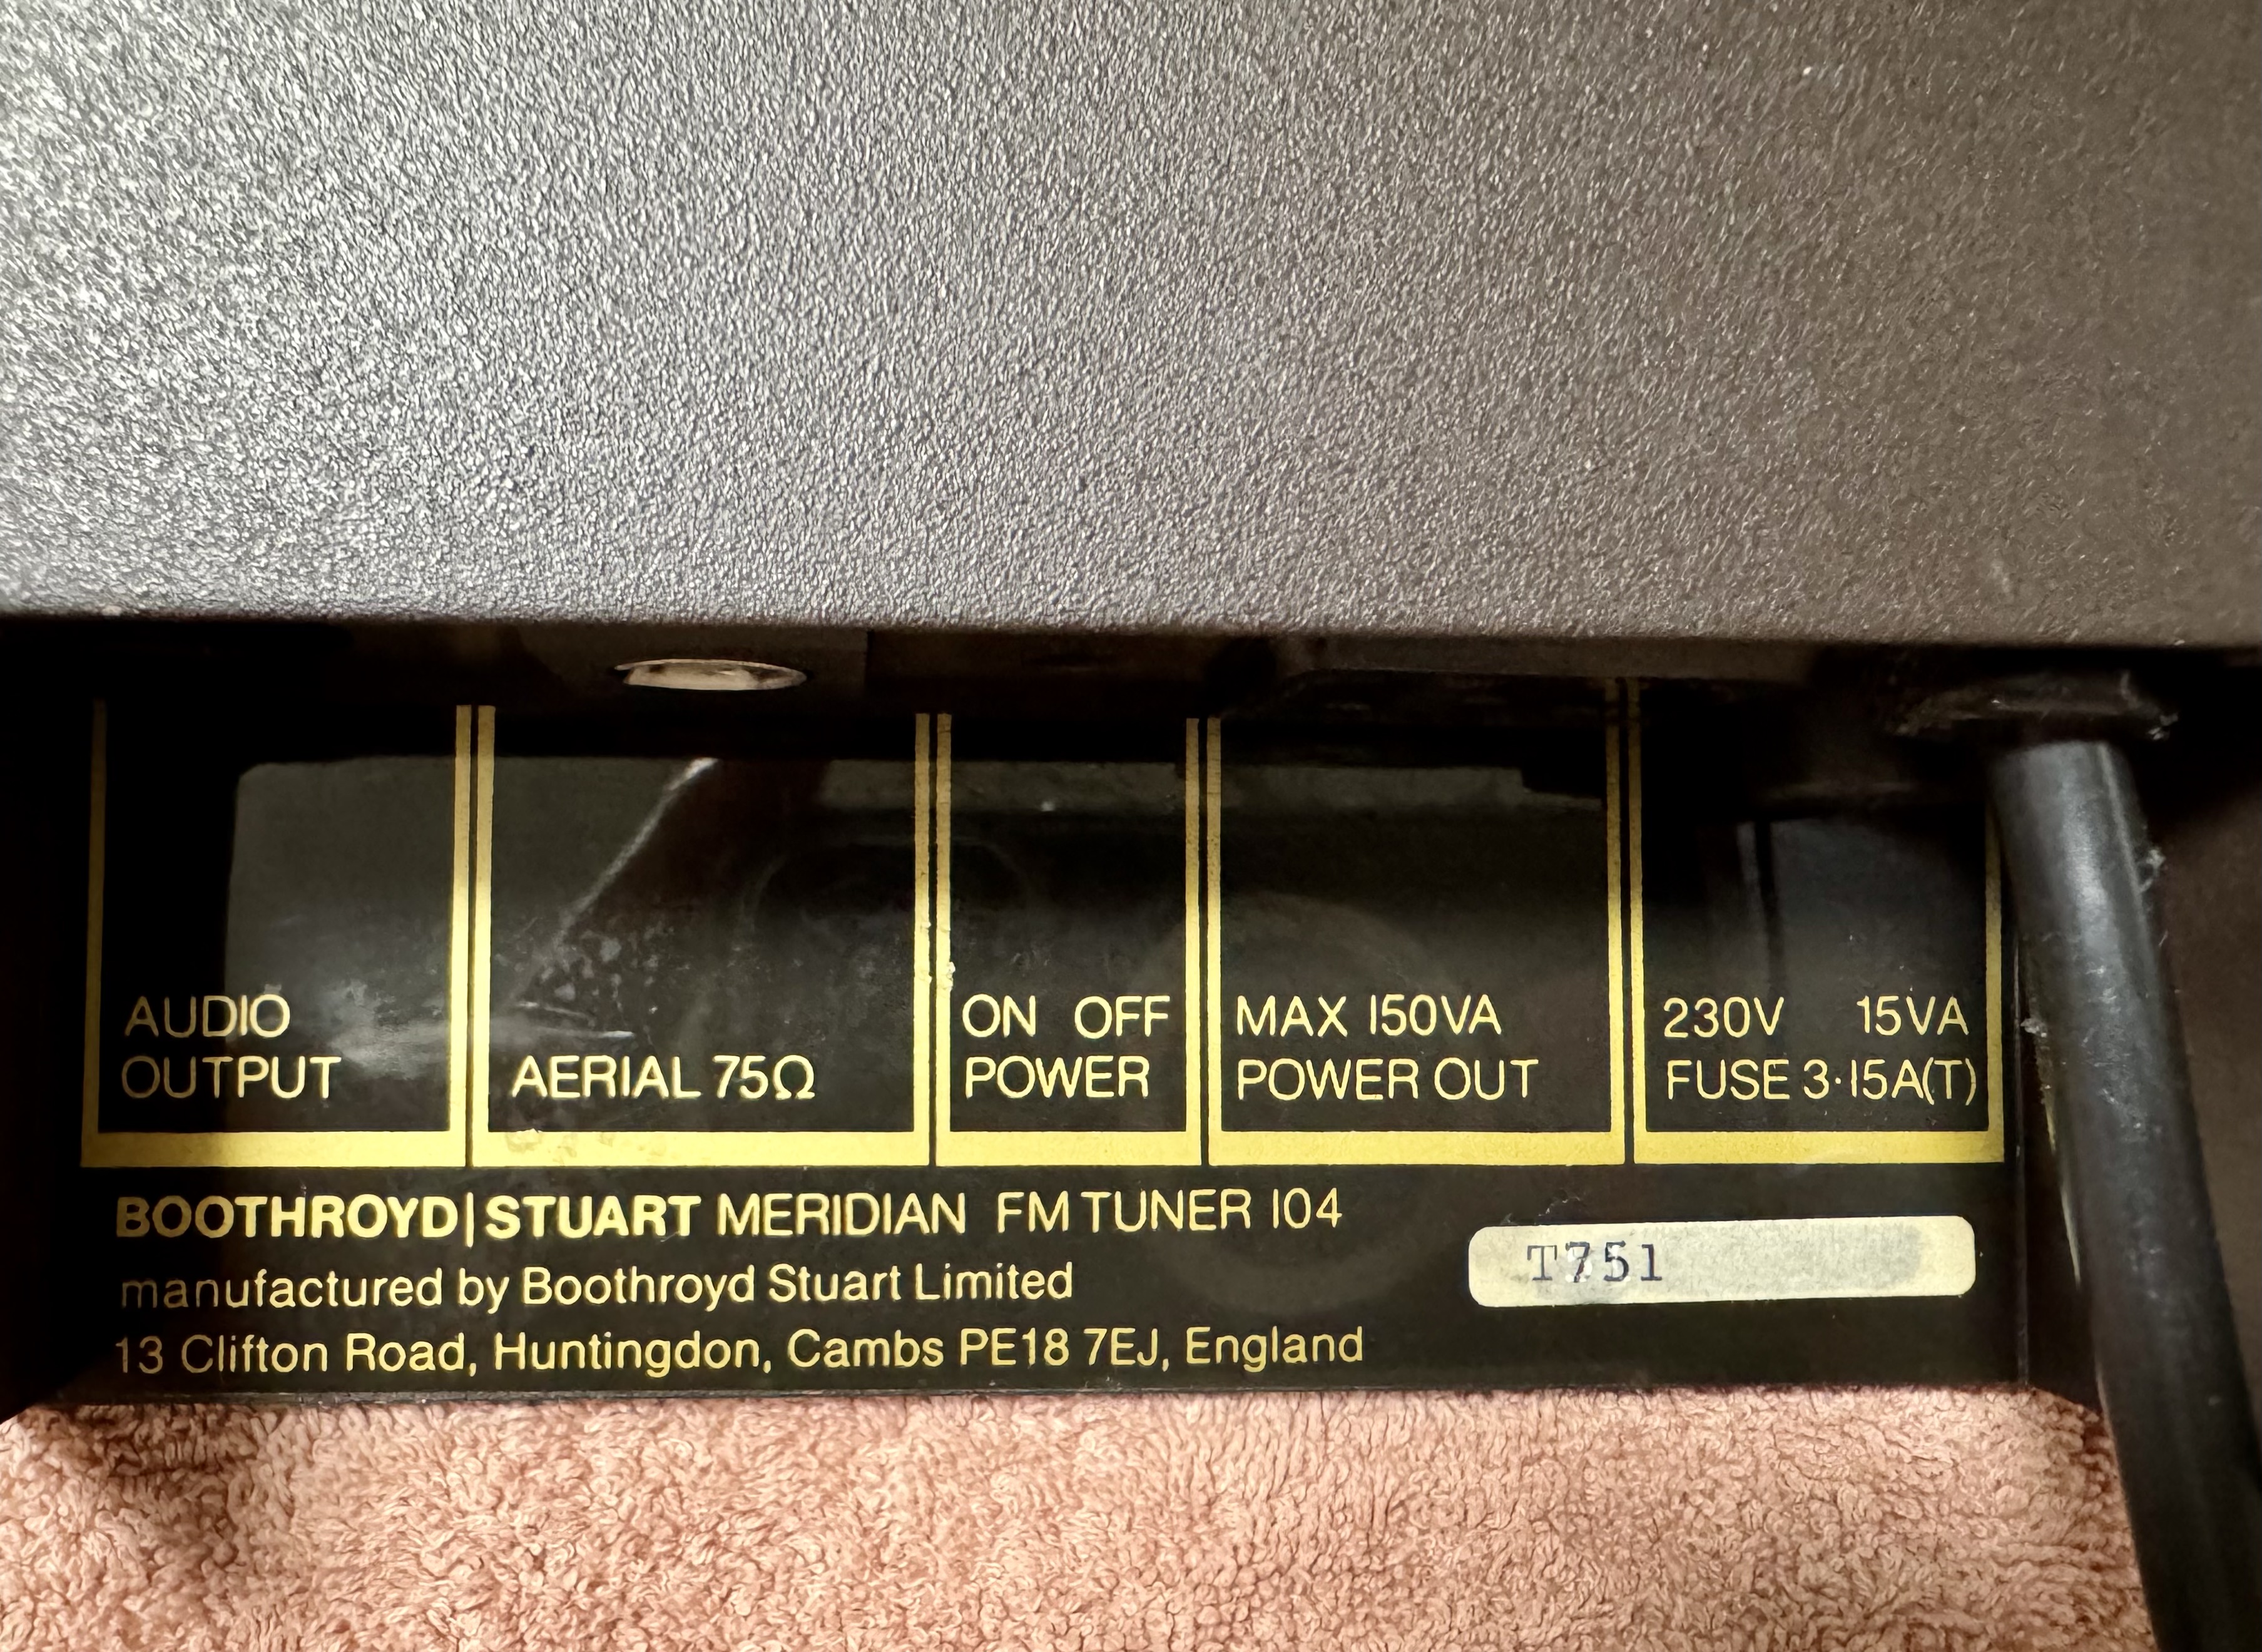 AUDIO
OUTPUT
AERIAL 75Ω
ON OFF
POWER
MAX 150VA
POWER OUT
230V 15VA
FUSE 3·15A(T)
BOOTHROYD|STUART MERIDIAN FM TUNER 104
manufactured by Boothroyd Stuart Limited
13 Clifton Road, Huntingdon, Cambs PE18 7EJ, England
T751